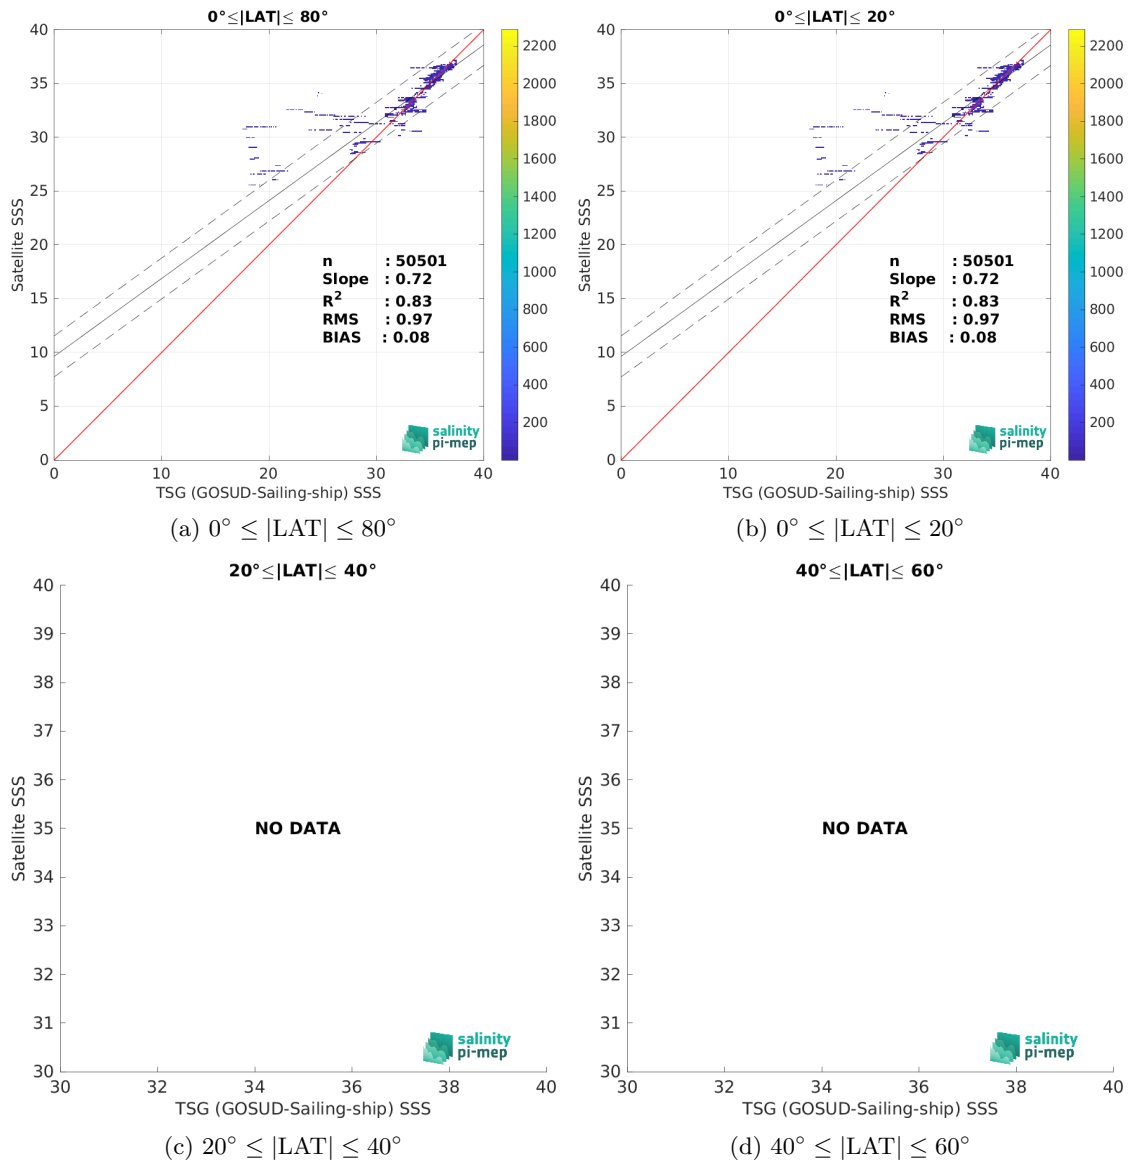 0°≤|LAT|≤ 80°
40
35
30
25
20
15
10
5
0
Satellite SSS
0
10
20
30
40
TSG (GOSUD-Sailing-ship) SSS
n : 50501
Slope : 0.72
R² : 0.83
RMS : 0.97
BIAS : 0.08
salinity
pi-mep
2200
2000
1800
1600
1400
1200
1000
800
600
400
200
(a) 0° ≤ |LAT| ≤ 80°
0°≤|LAT|≤ 20°
40
35
30
25
20
15
10
5
0
Satellite SSS
0
10
20
30
40
TSG (GOSUD-Sailing-ship) SSS
n : 50501
Slope : 0.72
R² : 0.83
RMS : 0.97
BIAS : 0.08
salinity
pi-mep
2200
2000
1800
1600
1400
1200
1000
800
600
400
200
(b) 0° ≤ |LAT| ≤ 20°
20°≤|LAT|≤ 40°
40
39
38
37
36
35
34
33
32
31
30
Satellite SSS
NO DATA
salinity
pi-mep
30
32
34
36
38
40
TSG (GOSUD-Sailing-ship) SSS
(c) 20° ≤ |LAT| ≤ 40°
40°≤|LAT|≤ 60°
40
39
38
37
36
35
34
33
32
31
30
Satellite SSS
NO DATA
salinity
pi-mep
30
32
34
36
38
40
TSG (GOSUD-Sailing-ship) SSS
(d) 40° ≤ |LAT| ≤ 60°